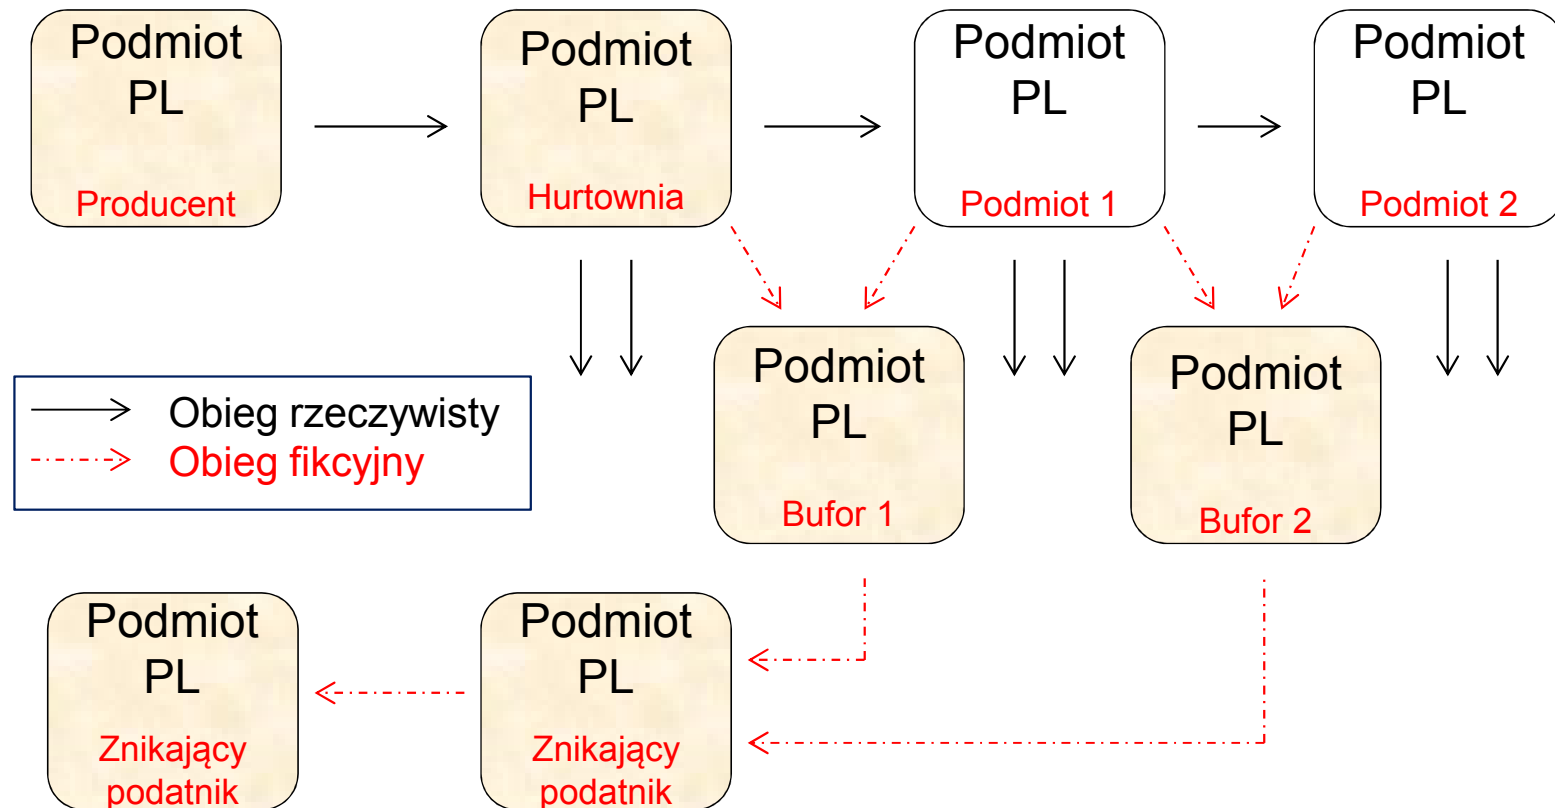 Podmiot
PL
Producent
Podmiot
PL
Hurtownia
Podmiot
PL
Podmiot 1
Podmiot
PL
Podmiot 2
Obieg rzeczywisty
Obieg fikcyjny
Podmiot
PL
Bufor 1
Podmiot
PL
Bufor 2
Podmiot
PL
Znikający
podatnik
Podmiot
PL
Znikający
podatnik